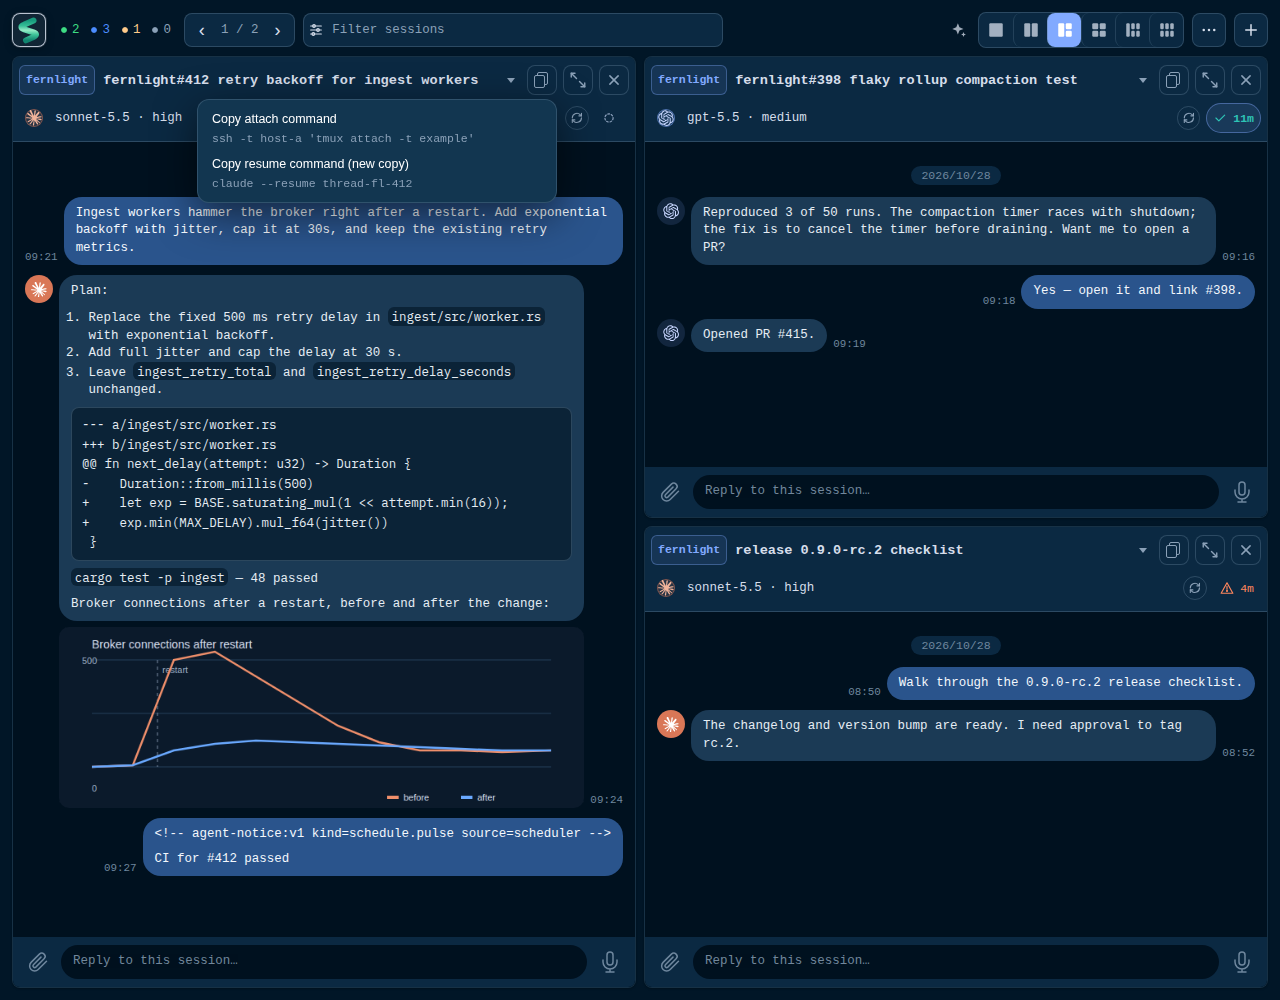 2 3 1 0
‹ 1 / 2 ›
Filter sessions
fernlight fernlight#412 retry backoff for ingest workers
sonnet-5.5 · high
Copy attach command
ssh -t host-a 'tmux attach -t example'
Copy resume command (new copy)
claude --resume thread-fl-412
Ingest workers hammer the broker right after a restart. Add exponential
backoff with jitter, cap it at 30s, and keep the existing retry
metrics.
09:21
Plan:
1. Replace the fixed 500 ms retry delay in ingest/src/worker.rs
with exponential backoff.
2. Add full jitter and cap the delay at 30 s.
3. Leave ingest_retry_total and ingest_retry_delay_seconds
unchanged.
--- a/ingest/src/worker.rs
+++ b/ingest/src/worker.rs
@@ fn next_delay(attempt: u32) -> Duration {
-    Duration::from_millis(500)
+    let exp = BASE.saturating_mul(1 << attempt.min(16));
+    exp.min(MAX_DELAY).mul_f64(jitter())
 }
cargo test -p ingest — 48 passed
Broker connections after a restart, before and after the change:
Broker connections after restart
500
restart
0
before after
09:24
<!-- agent-notice:v1 kind=schedule.pulse source=scheduler -->
CI for #412 passed
09:27
Reply to this session…
fernlight fernlight#398 flaky rollup compaction test
gpt-5.5 · medium
11m
2026/10/28
Reproduced 3 of 50 runs. The compaction timer races with shutdown;
the fix is to cancel the timer before draining. Want me to open a
PR?
09:16
Yes — open it and link #398.
09:18
Opened PR #415.
09:19
Reply to this session…
fernlight release 0.9.0-rc.2 checklist
sonnet-5.5 · high
4m
2026/10/28
Walk through the 0.9.0-rc.2 release checklist.
08:50
The changelog and version bump are ready. I need approval to tag
rc.2.
08:52
Reply to this session…